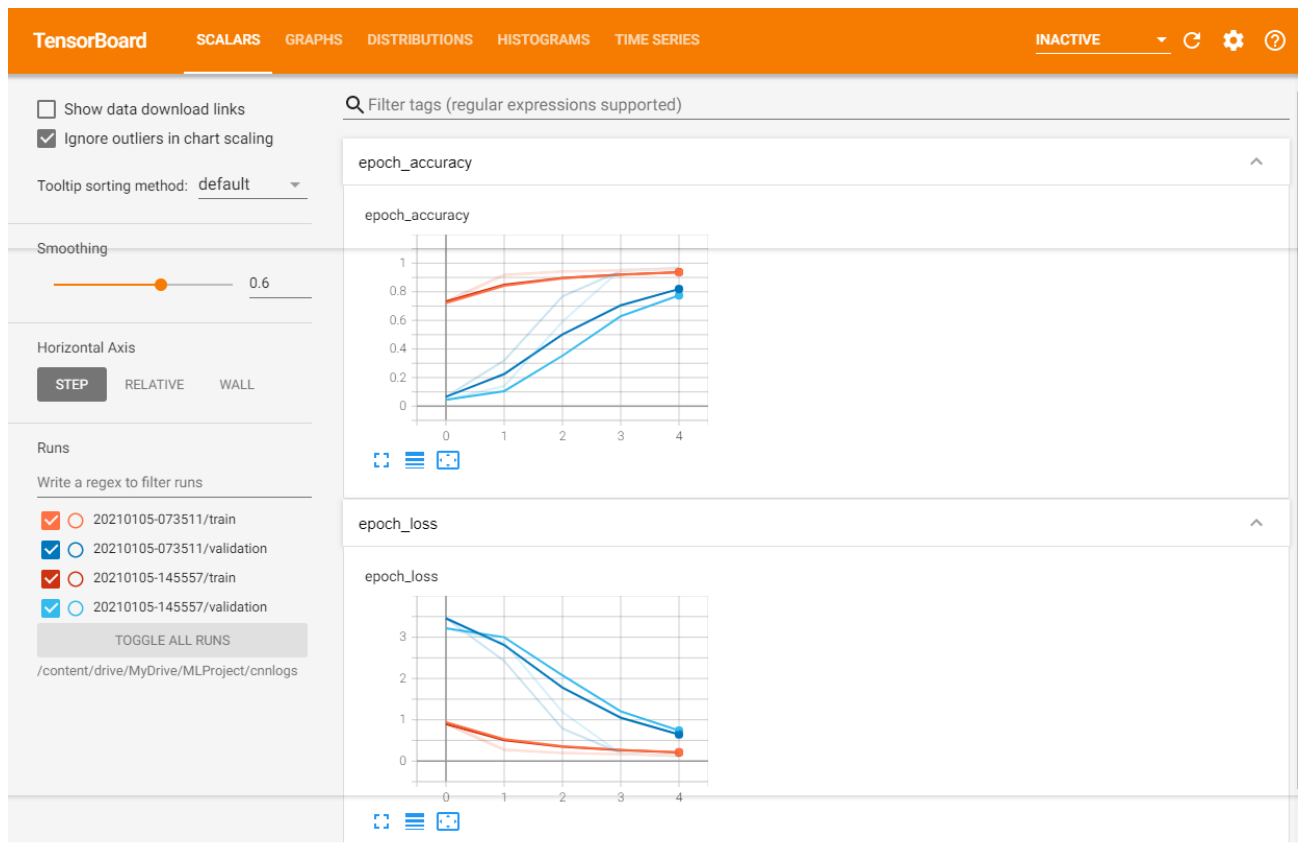 TensorBoard SCALARS GRAPHS DISTRIBUTIONS HISTOGRAMS TIME SERIES INACTIVE
Show data download links
Ignore outliers in chart scaling
Tooltip sorting method: default
Smoothing
0.6
Horizontal Axis
STEP RELATIVE WALL
Runs
Write a regex to filter runs
20210105-073511/train
20210105-073511/validation
20210105-145557/train
20210105-145557/validation
TOGGLE ALL RUNS
/content/drive/MyDrive/MLProject/cnnlogs
Filter tags (regular expressions supported)
epoch_accuracy
epoch_accuracy
1
0.8
0.6
0.4
0.2
0
0 1 2 3 4
epoch_loss
epoch_loss
3
2
1
0
0 1 2 3 4